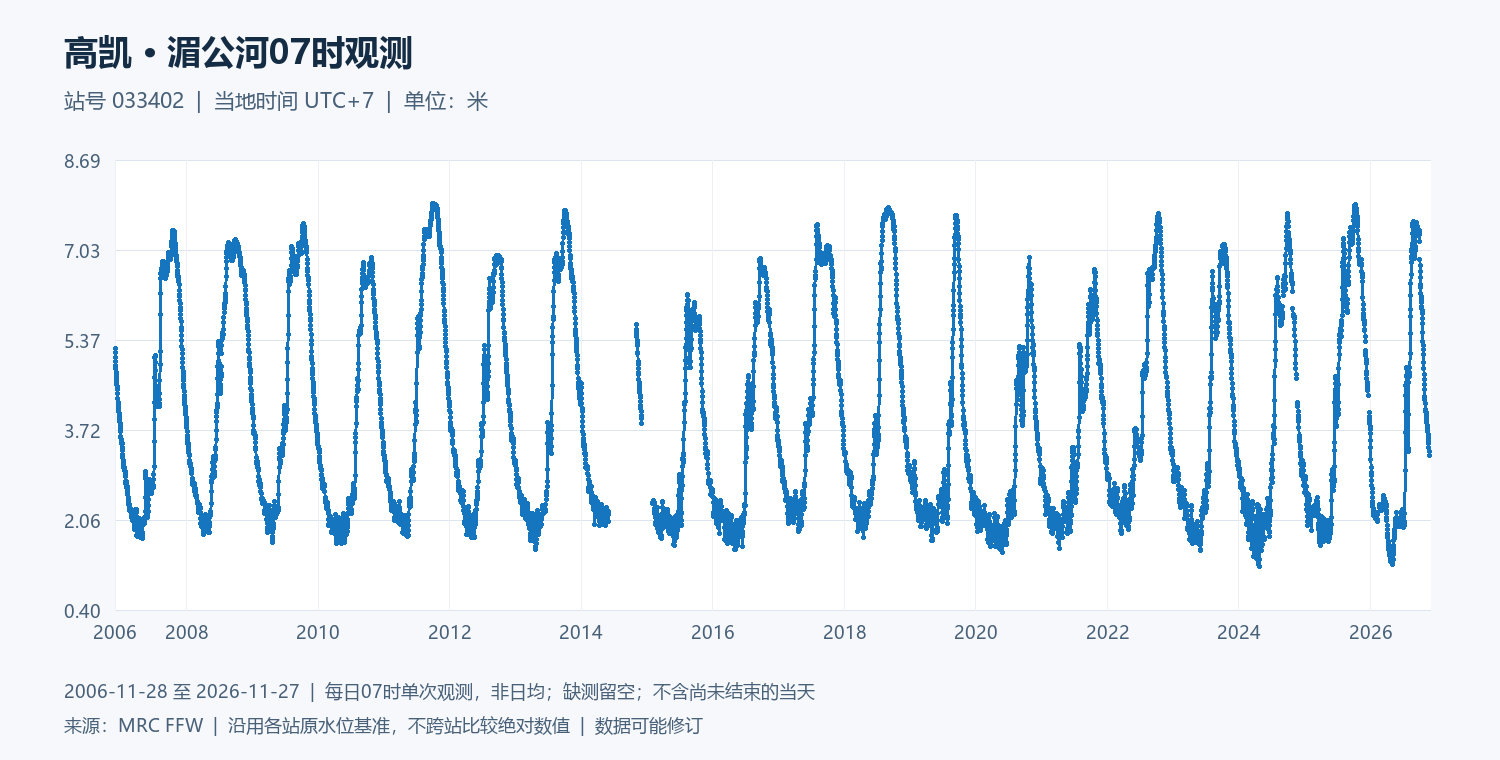 高凯 • 湄公河07时观测
站号 033402 | 当地时间 UTC+7 | 单位：米
8.69
7.03
5.37
3.72
2.06
0.40
2006 2008 2010 2012 2014 2016 2018 2020 2022 2024 2026
2006-11-28 至 2026-11-27 | 每日07时单次观测，非日均；缺测留空；不含尚未结束的当天
来源：MRC FFW | 沿用各站原水位基准，不跨站比较绝对数值 | 数据可能修订